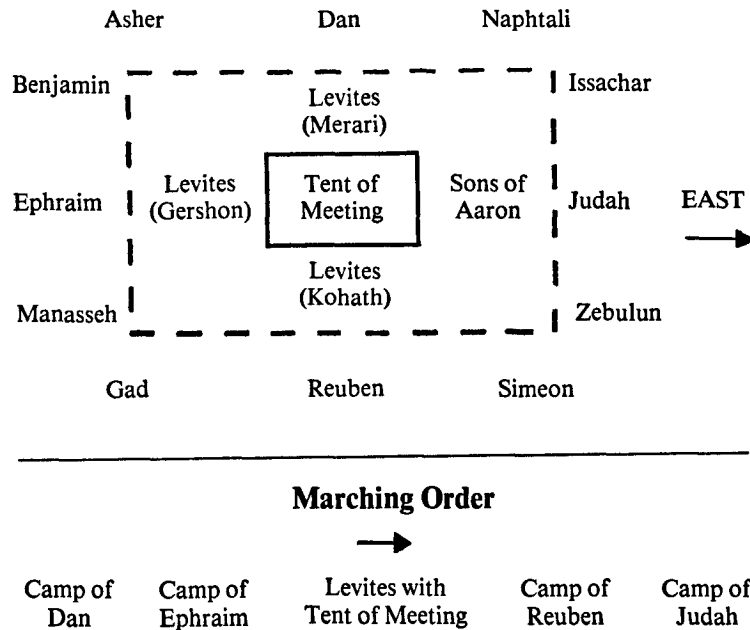 Asher Dan Naphtali
Benjamin Levites Issachar
(Merari)
Ephraim Levites Tent of Sons of Judah EAST
(Gershon) Meeting Aaron
Levites
(Kohath)
Manasseh Zebulun
Gad Reuben Simeon
Marching Order
Camp of Camp of Levites with Camp of Camp of
Dan Ephraim Tent of Meeting Reuben Judah